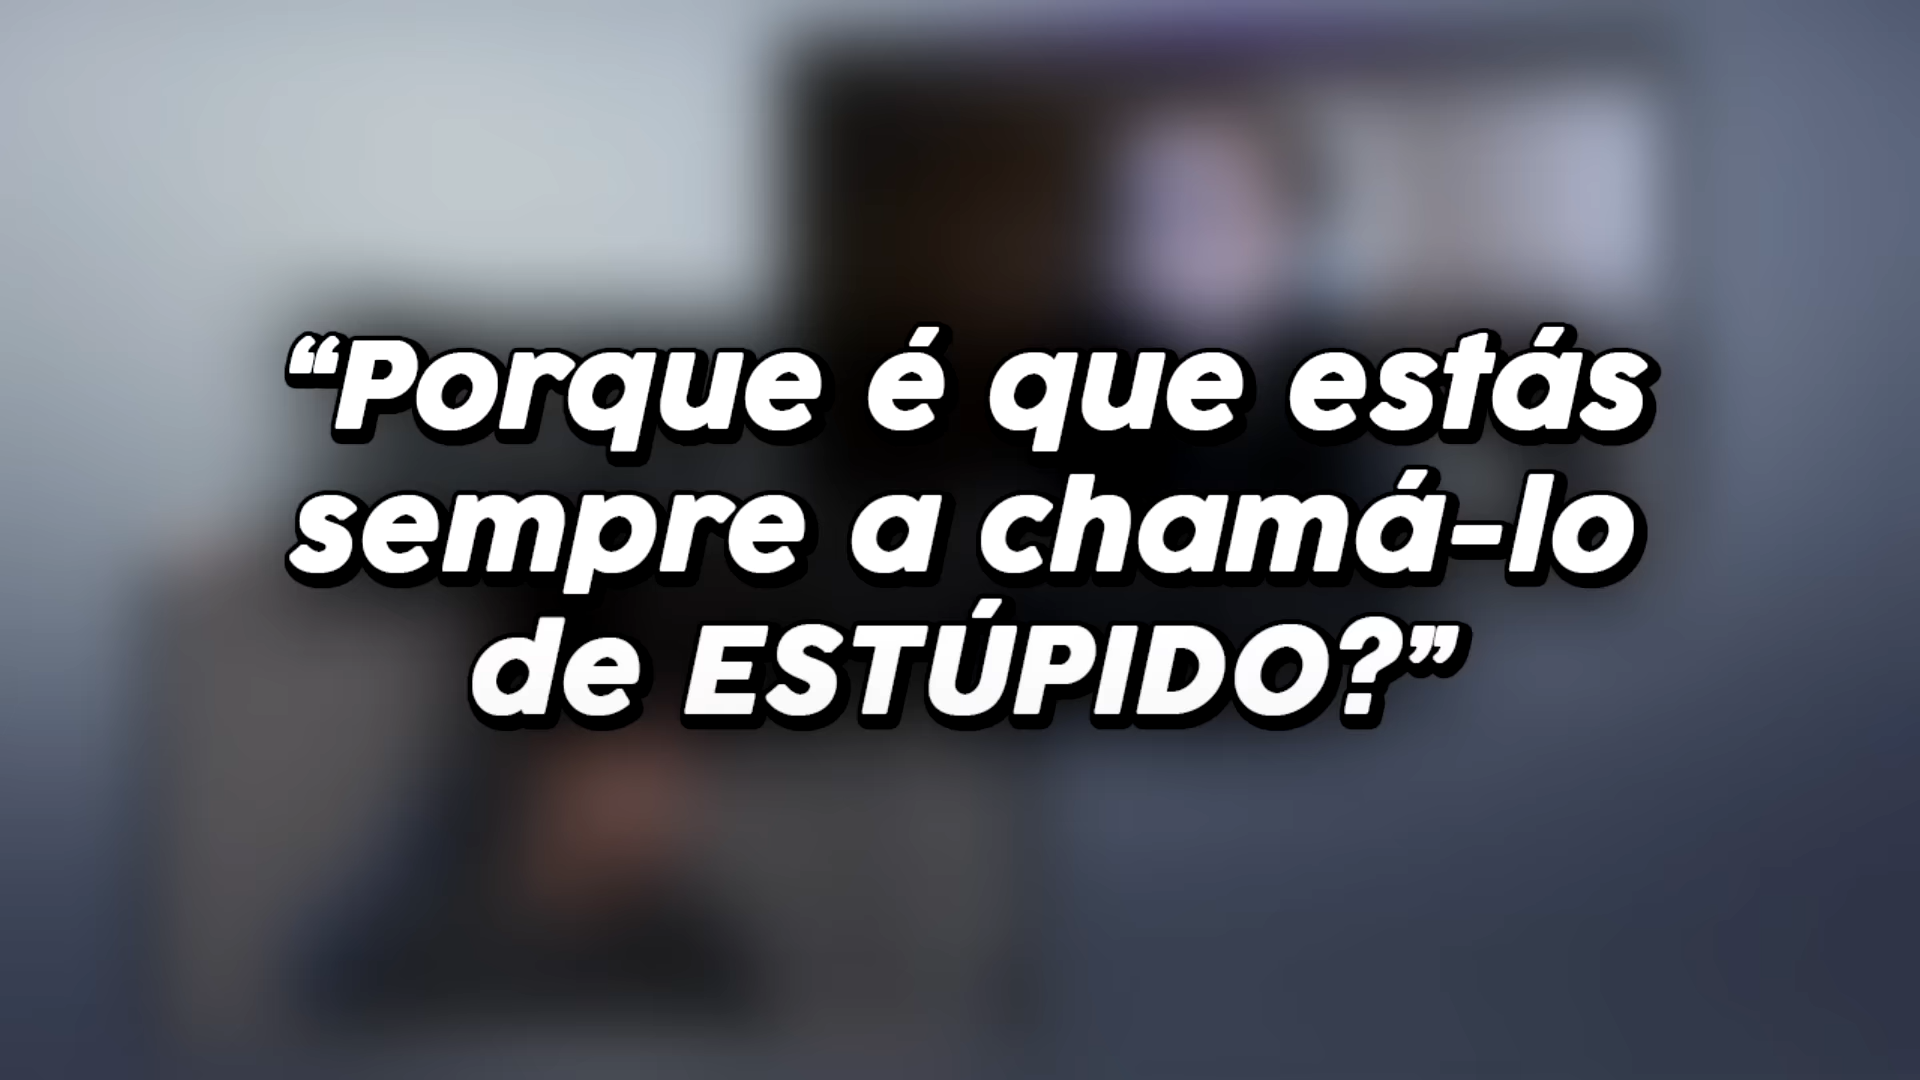 “Porque é que estás
sempre a chamá-lo
de ESTÚPIDO?”